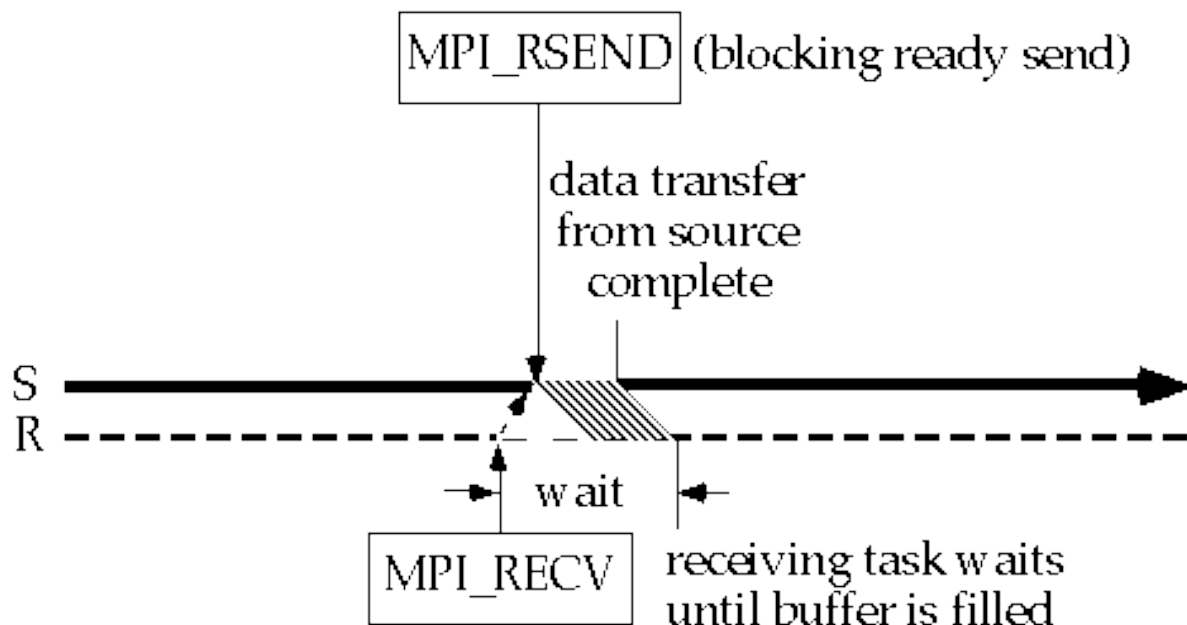 MPI_RSEND (blocking ready send)
data transfer
from source
complete
S
R
wait
MPI_RECV
receiving task waits
until buffer is filled